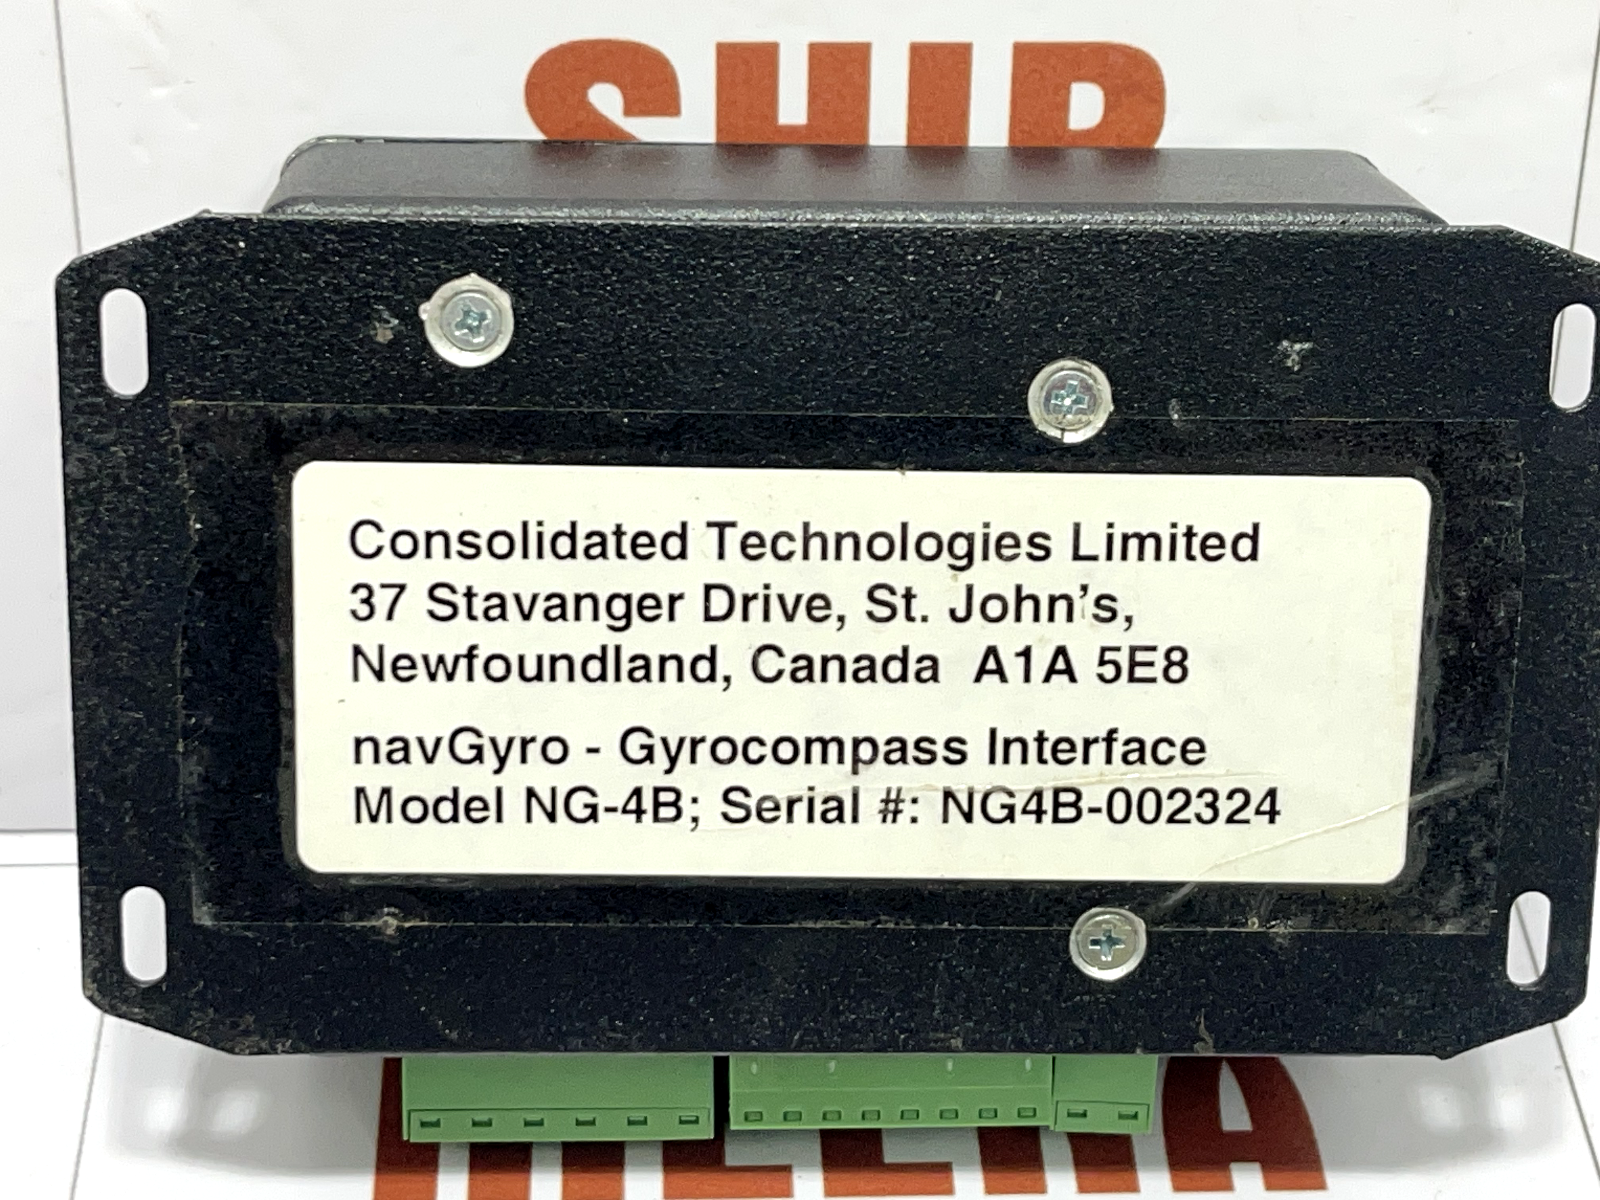 SHIP
Consolidated Technologies Limited
37 Stavanger Drive, St. John's,
Newfoundland, Canada  A1A 5E8
navGyro - Gyrocompass Interface
Model NG-4B; Serial #: NG4B-002324